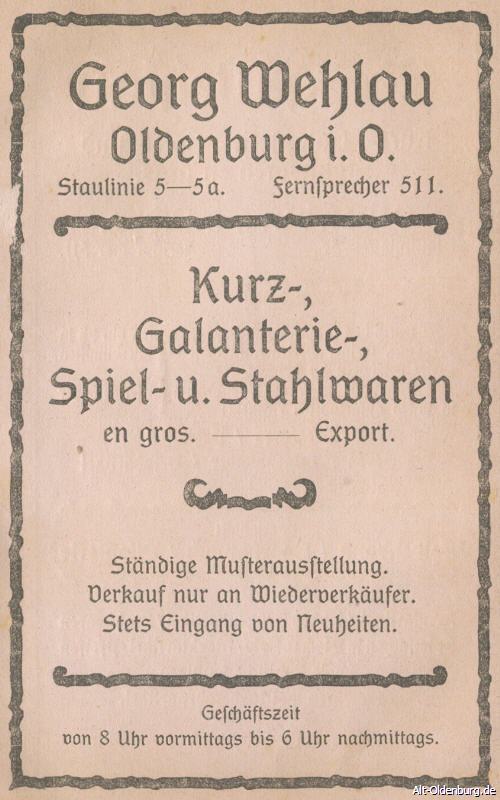 Georg Wehlau
Oldenburg i. O.
Staulinie 5—5a. Fernſprecher 511.
Kurz-,
Galanterie-,
Spiel- u. Stahlwaren
en gros. —— Export.
Ständige Muſterausſtellung.
Verkauf nur an Wiederverkäufer.
Stets Eingang von Neuheiten.
Geſchäftszeit
von 8 Uhr vormittags bis 6 Uhr nachmittags.
Alt-Oldenburg.de